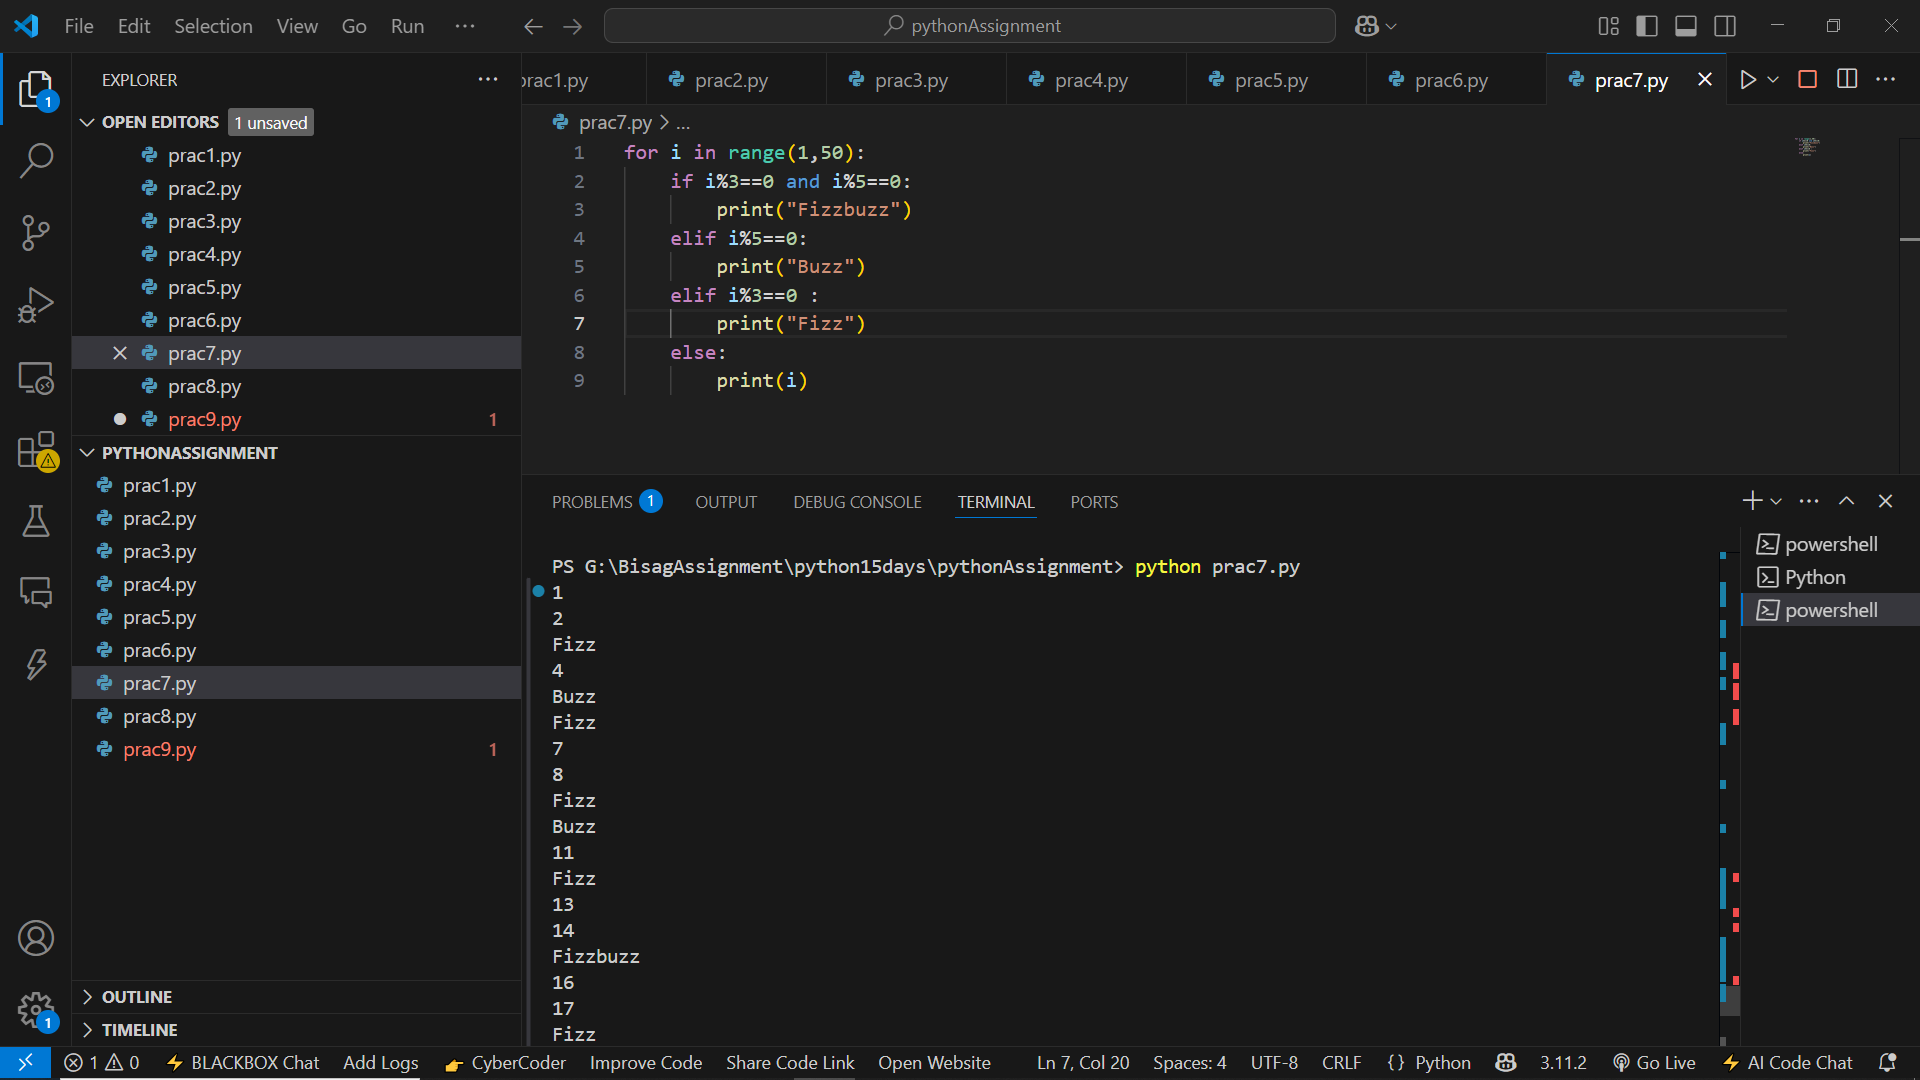 File Edit Selection View Go Run ··· pythonAssignment
EXPLORER
OPEN EDITORS 1 unsaved
prac1.py
prac2.py
prac3.py
prac4.py
prac5.py
prac6.py
prac7.py
prac8.py
prac9.py 1
PYTHONASSIGNMENT
prac1.py
prac2.py
prac3.py
prac4.py
prac5.py
prac6.py
prac7.py
prac8.py
prac9.py 1
OUTLINE
TIMELINE
1
1
prac1.py prac2.py prac3.py prac4.py prac5.py prac6.py prac7.py
prac7.py > ...
1 for i in range(1,50):
2 if i%3==0 and i%5==0:
3 print("Fizzbuzz")
4 elif i%5==0:
5 print("Buzz")
6 elif i%3==0 :
7 print("Fizz")
8 else:
9 print(i)
PROBLEMS 1 OUTPUT DEBUG CONSOLE TERMINAL PORTS
PS G:\BisagAssignment\python15days\pythonAssignment> python prac7.py
1
2
Fizz
4
Buzz
Fizz
7
8
Fizz
Buzz
11
Fizz
13
14
Fizzbuzz
16
17
Fizz
powershell
Python
powershell
1 0 BLACKBOX Chat Add Logs CyberCoder Improve Code Share Code Link Open Website Ln 7, Col 20 Spaces: 4 UTF-8 CRLF {} Python 3.11.2 Go Live AI Code Chat